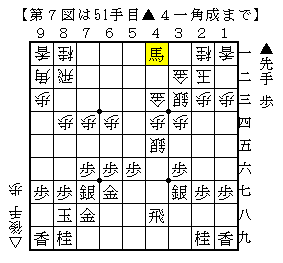 【第７図は51手目▲４一角成まで】
９ ８ ７ ６ ５ ４ ３ ２ １
香 桂 馬 桂 香 一
角 飛 金 玉 二
歩 金 銀 歩 歩 三
歩 歩 歩 歩 歩 四
銀 五
歩 歩 歩 歩 六
歩 歩 銀 金 銀 歩 歩 七
玉 金 飛 八
香 桂 桂 香 九
▲先手 歩
△後手 歩